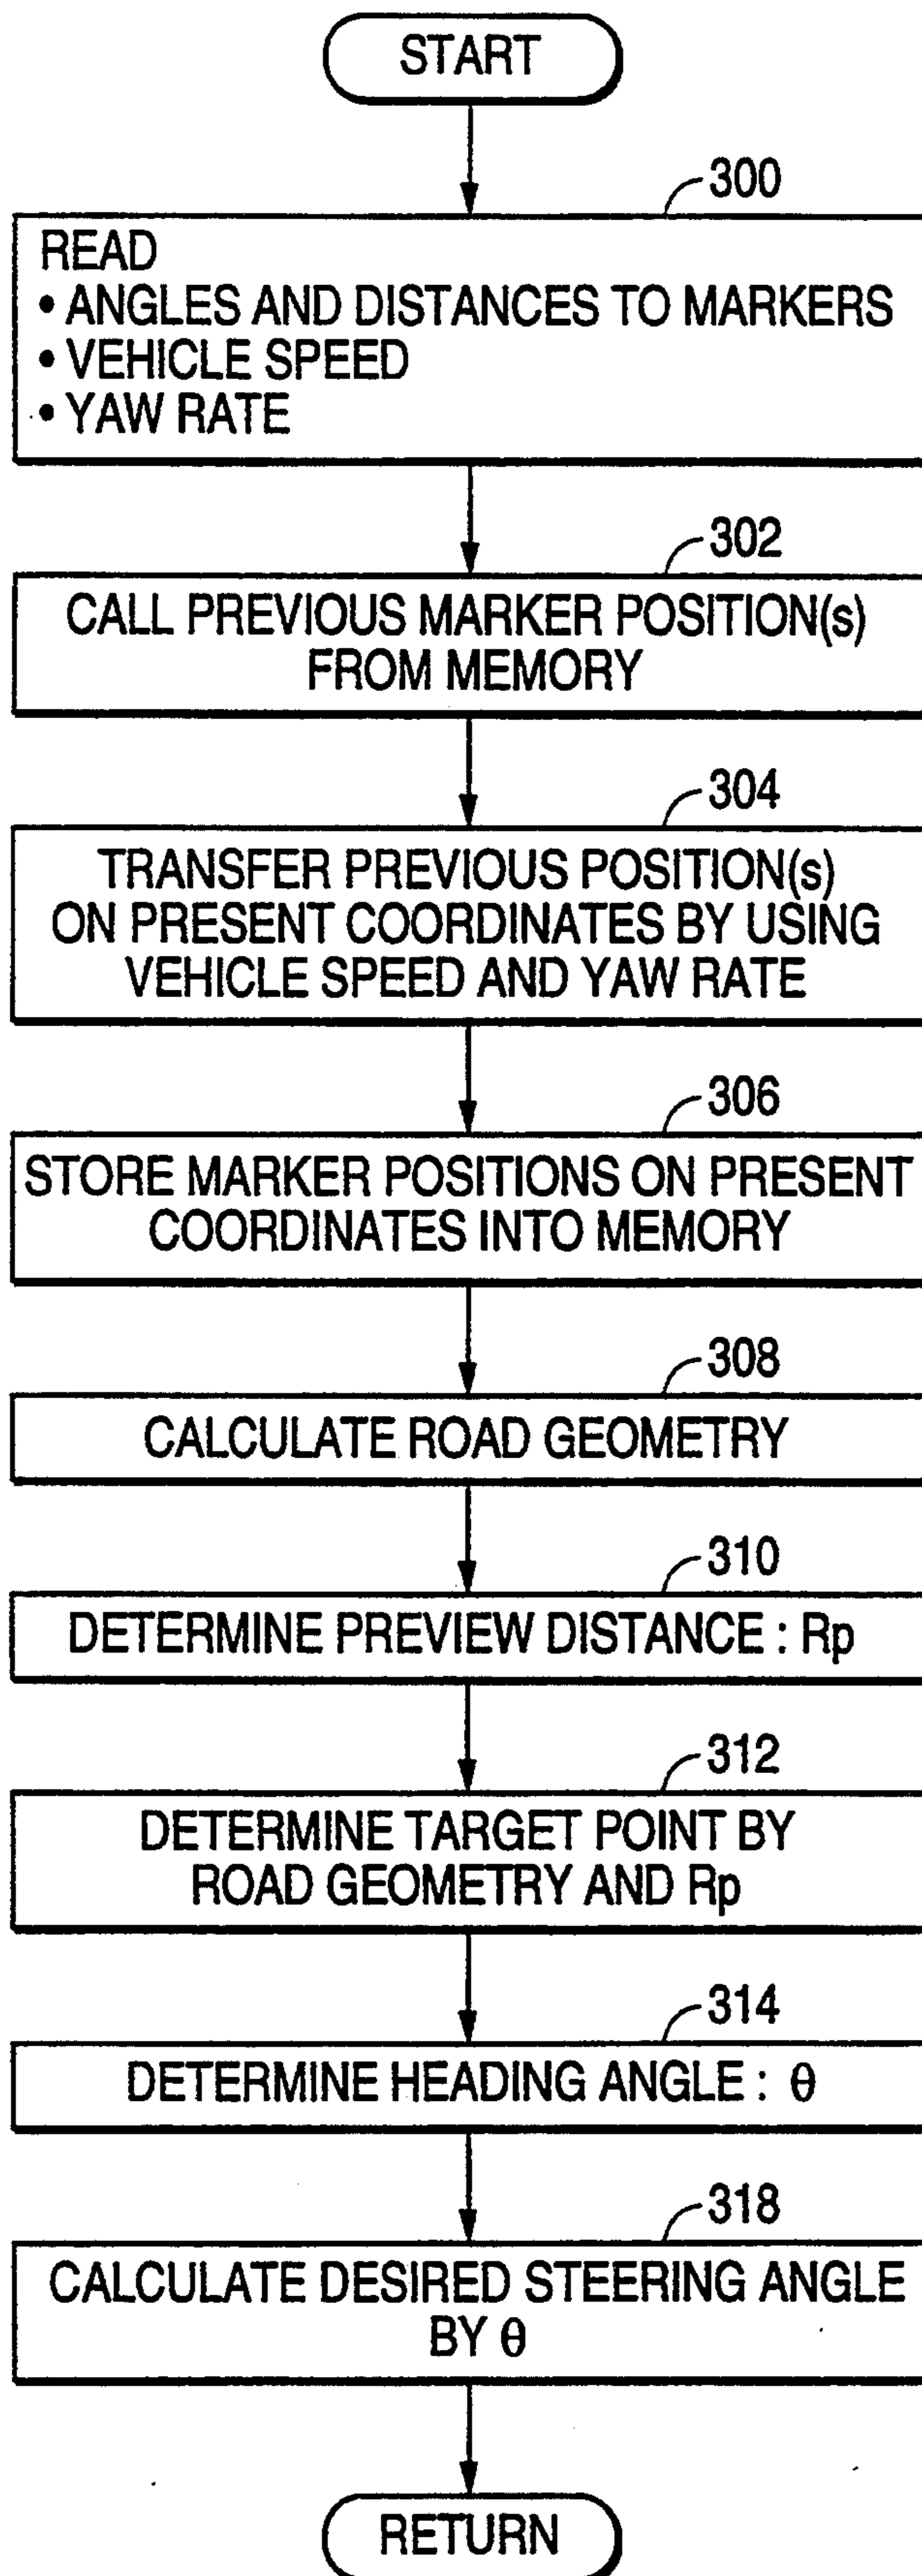 START
300
READ
• ANGLES AND DISTANCES TO MARKERS
• VEHICLE SPEED
• YAW RATE
302
CALL PREVIOUS MARKER POSITION(s)
FROM MEMORY
304
TRANSFER PREVIOUS POSITION(s)
ON PRESENT COORDINATES BY USING
VEHICLE SPEED AND YAW RATE
306
STORE MARKER POSITIONS ON PRESENT
COORDINATES INTO MEMORY
308
CALCULATE ROAD GEOMETRY
310
DETERMINE PREVIEW DISTANCE : Rp
312
DETERMINE TARGET POINT BY
ROAD GEOMETRY AND Rp
314
DETERMINE HEADING ANGLE : θ
318
CALCULATE DESIRED STEERING ANGLE
BY θ
RETURN